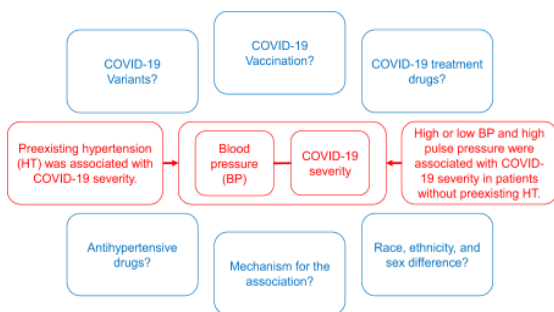 COVID-19
Variants?
COVID-19
Vaccination?
COVID-19 treatment
drugs?
Preexisting hypertension
(HT) was associated with
COVID-19 severity.
Blood
pressure
(BP)
COVID-19
severity
High or low BP and high
pulse pressure were
associated with COVID-
19 severity in patients
without preexisting HT.
Antihypertensive
drugs?
Mechanism for the
association?
Race, ethnicity, and
sex difference?